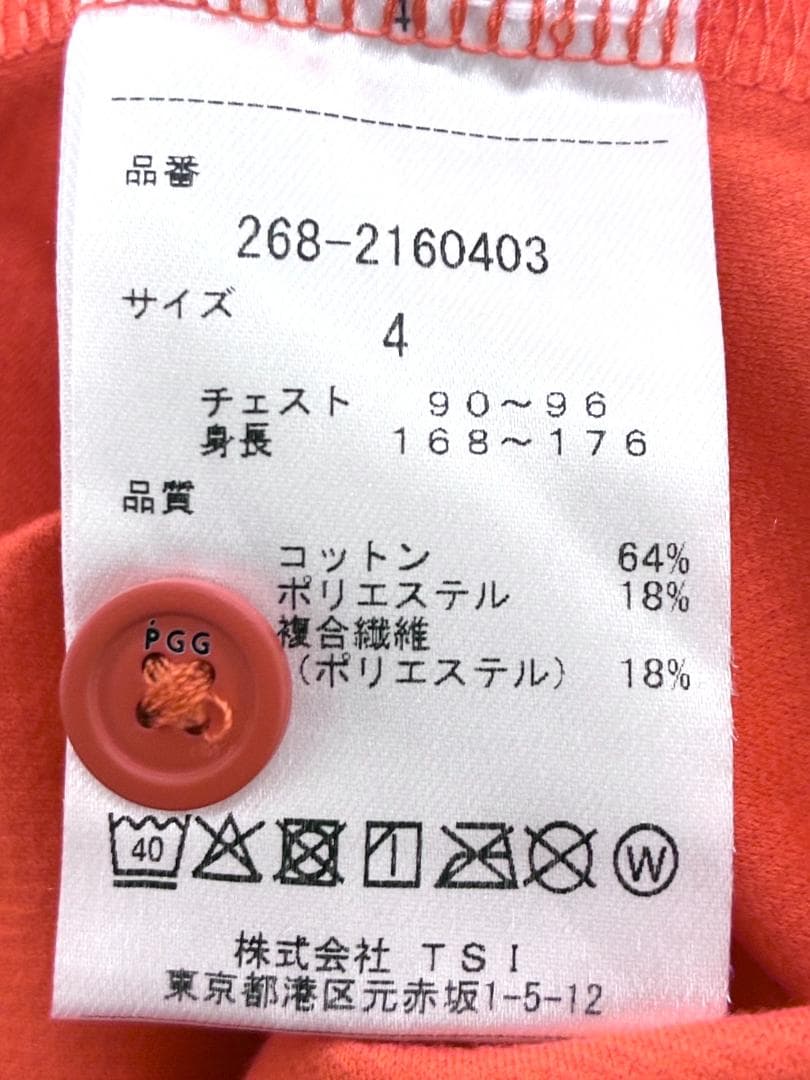 品番
268-2160403
サイズ
4
チェスト 90～96
身長 168～176
品質
コットン 64%
ポリエステル 18%
複合繊維
（ポリエステル） 18%
PGG
40
W
株式会社 TSI
東京都港区元赤坂1-5-12